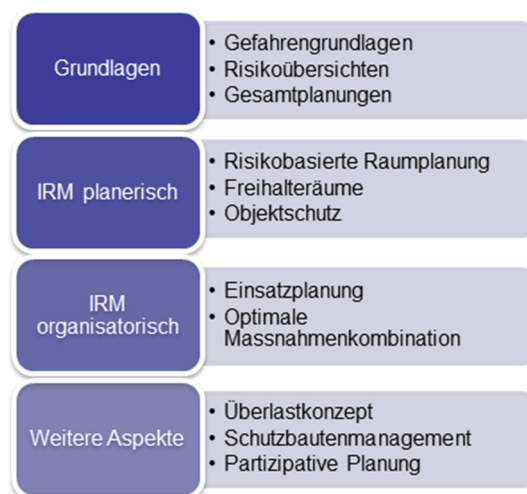 Grundlagen
• Gefahrengrundlagen
• Risikoübersichten
• Gesamtplanungen
IRM planerisch
• Risikobasierte Raumplanung
• Freihalteräume
• Objektschutz
IRM
organisatorisch
• Einsatzplanung
• Optimale
Massnahmenkombination
Weitere Aspekte
• Überlastkonzept
• Schutzbautenmanagement
• Partizipative Planung